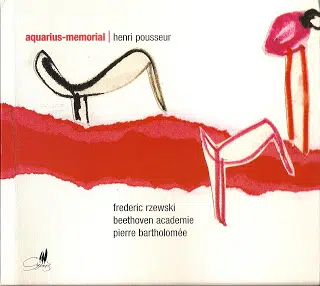 aquarius-memorial | henri pousseur
frederic rzewski
beethoven academie
pierre bartholomée